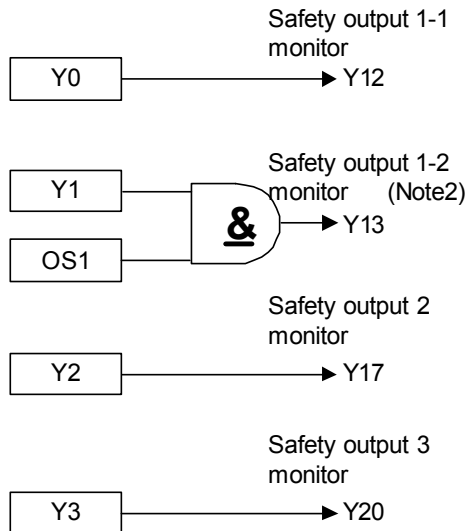 Safety output 1-1
monitor
Y0
Y12
Safety output 1-2
monitor (Note2)
Y1
&
Y13
OS1
Safety output 2
monitor
Y2
Y17
Safety output 3
monitor
Y3
Y20